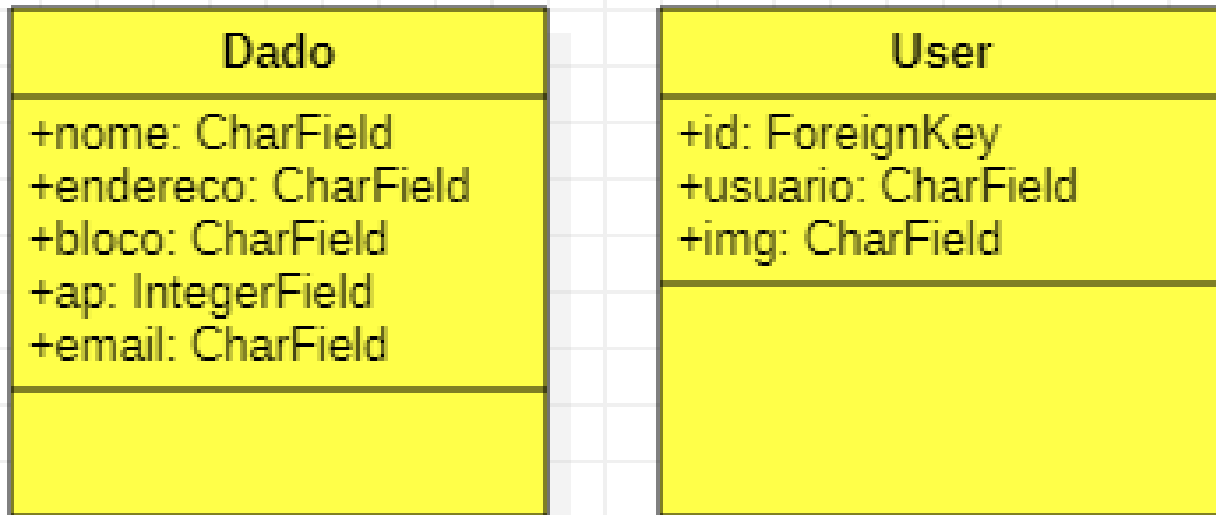 Dado
+nome: CharField
+endereco: CharField
+bloco: CharField
+ap: IntegerField
+email: CharField
User
+id: ForeignKey
+usuario: CharField
+img: CharField